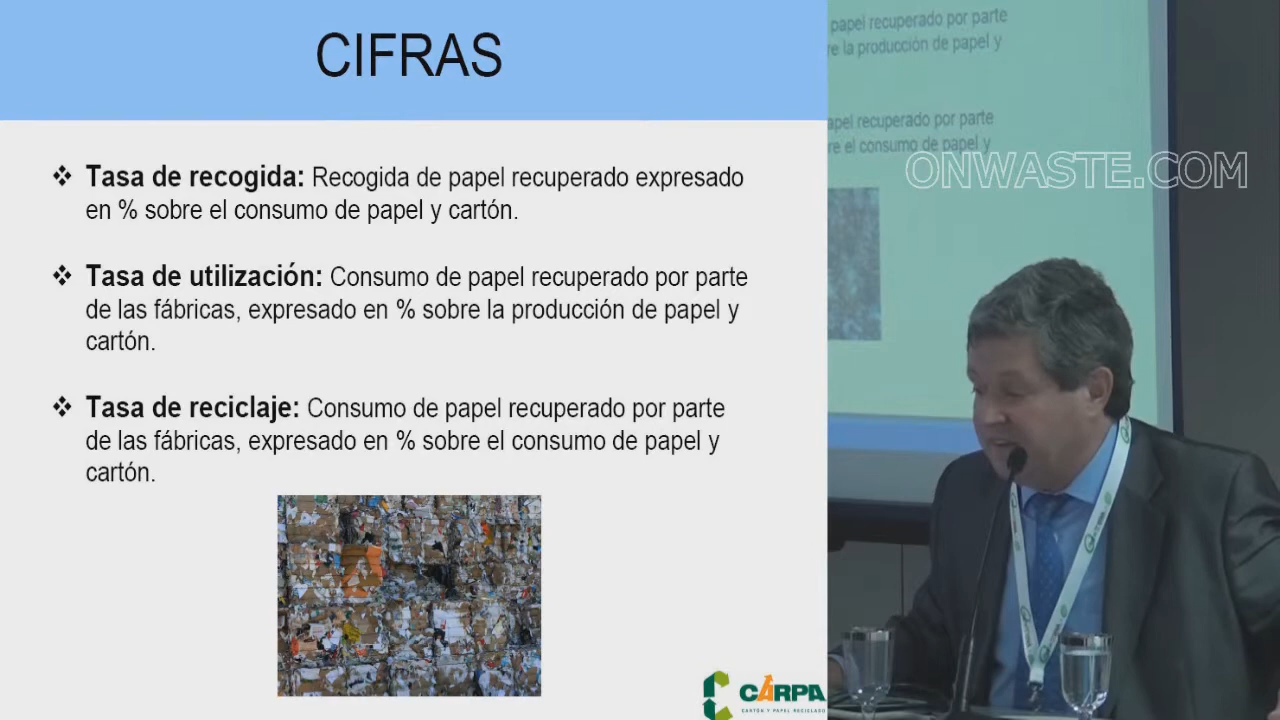 CIFRAS
Tasa de recogida: Recogida de papel recuperado expresado
en % sobre el consumo de papel y cartón.
Tasa de utilización: Consumo de papel recuperado por parte
de las fábricas, expresado en % sobre la producción de papel y
cartón.
Tasa de reciclaje: Consumo de papel recuperado por parte
de las fábricas, expresado en % sobre el consumo de papel y
cartón.
CARPA
CARTÓN Y PAPEL RECICLADO
papel recuperado por parte
re la producción de papel y
apel recuperado por parte
re el consumo de papel y
ONWASTE.COM